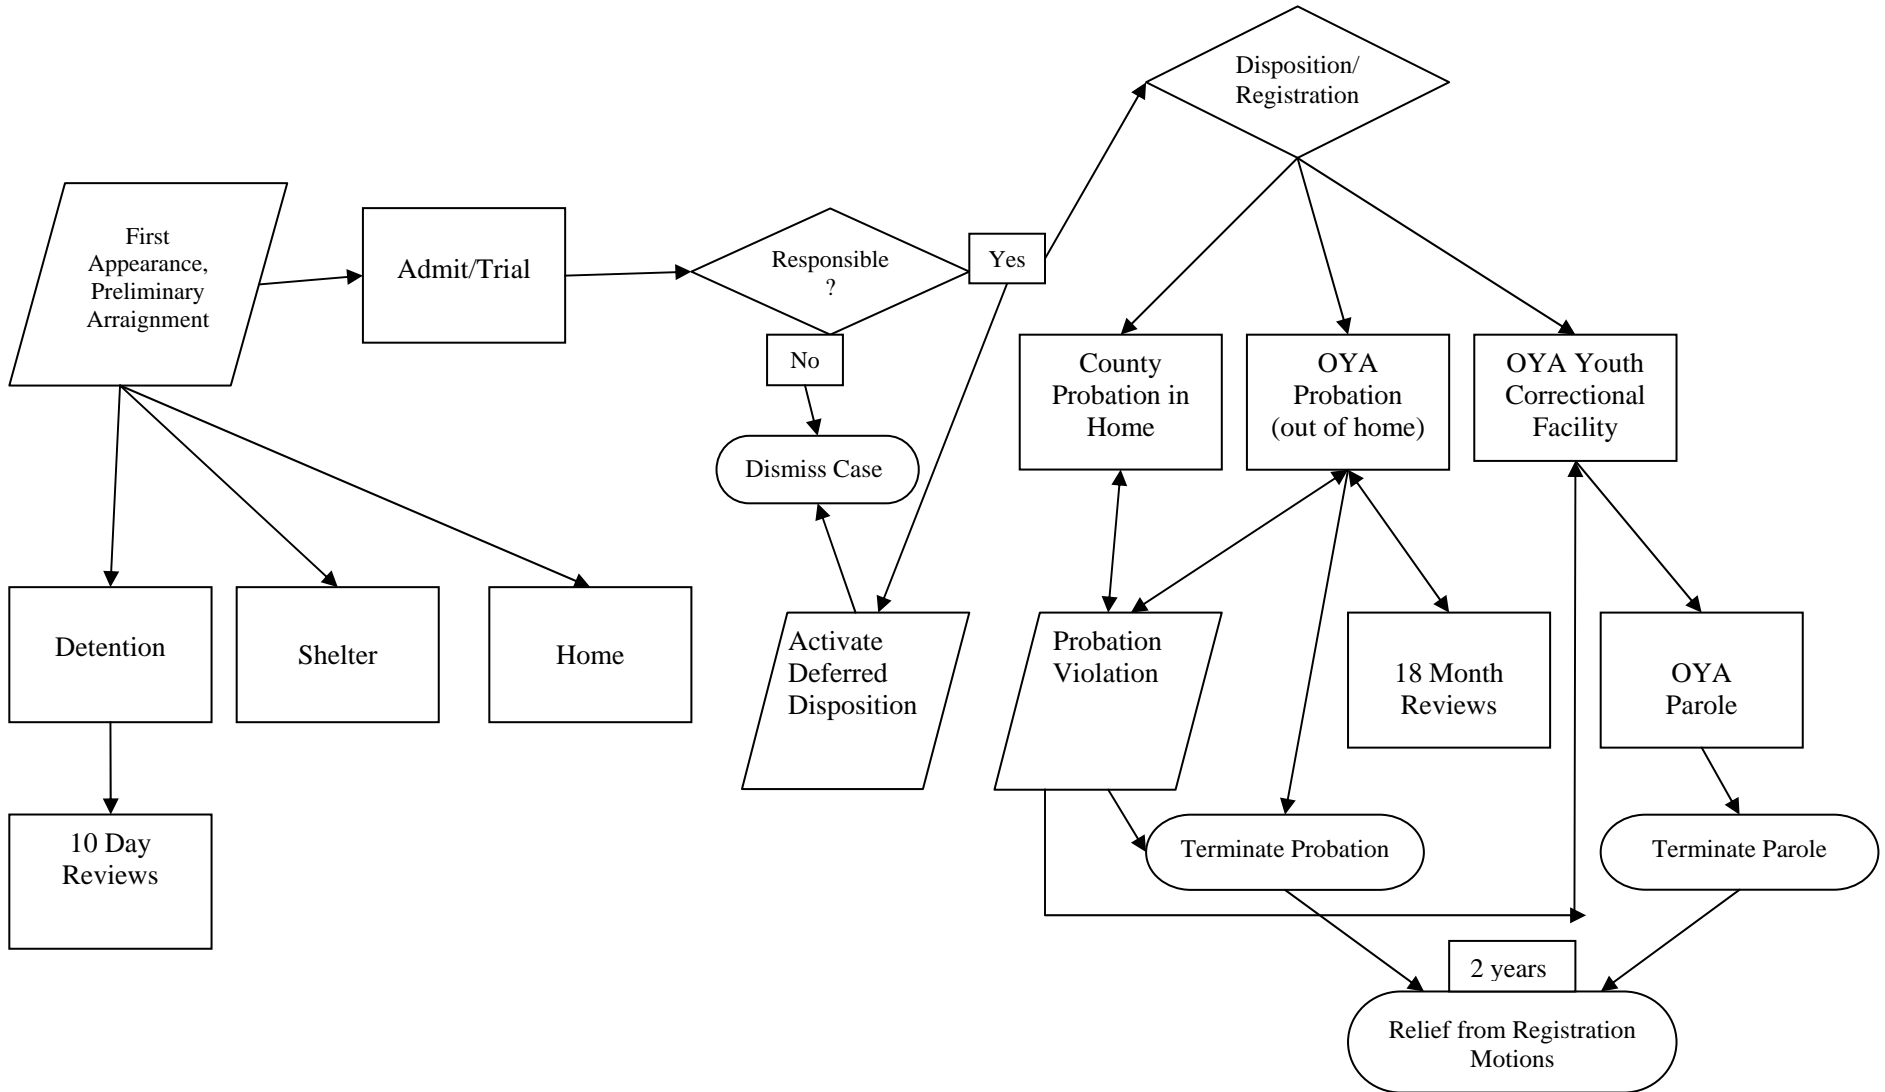 Disposition/
Registration
First
Appearance,
Preliminary
Arraignment
Admit/Trial
Responsible
?
Yes
No
Dismiss Case
County
Probation in
Home
OYA
Probation
(out of home)
OYA Youth
Correctional
Facility
Detention
Shelter
Home
Activate
Deferred
Disposition
Probation
Violation
18 Month
Reviews
OYA
Parole
10 Day
Reviews
Terminate Probation
Terminate Parole
2 years
Relief from Registration
Motions